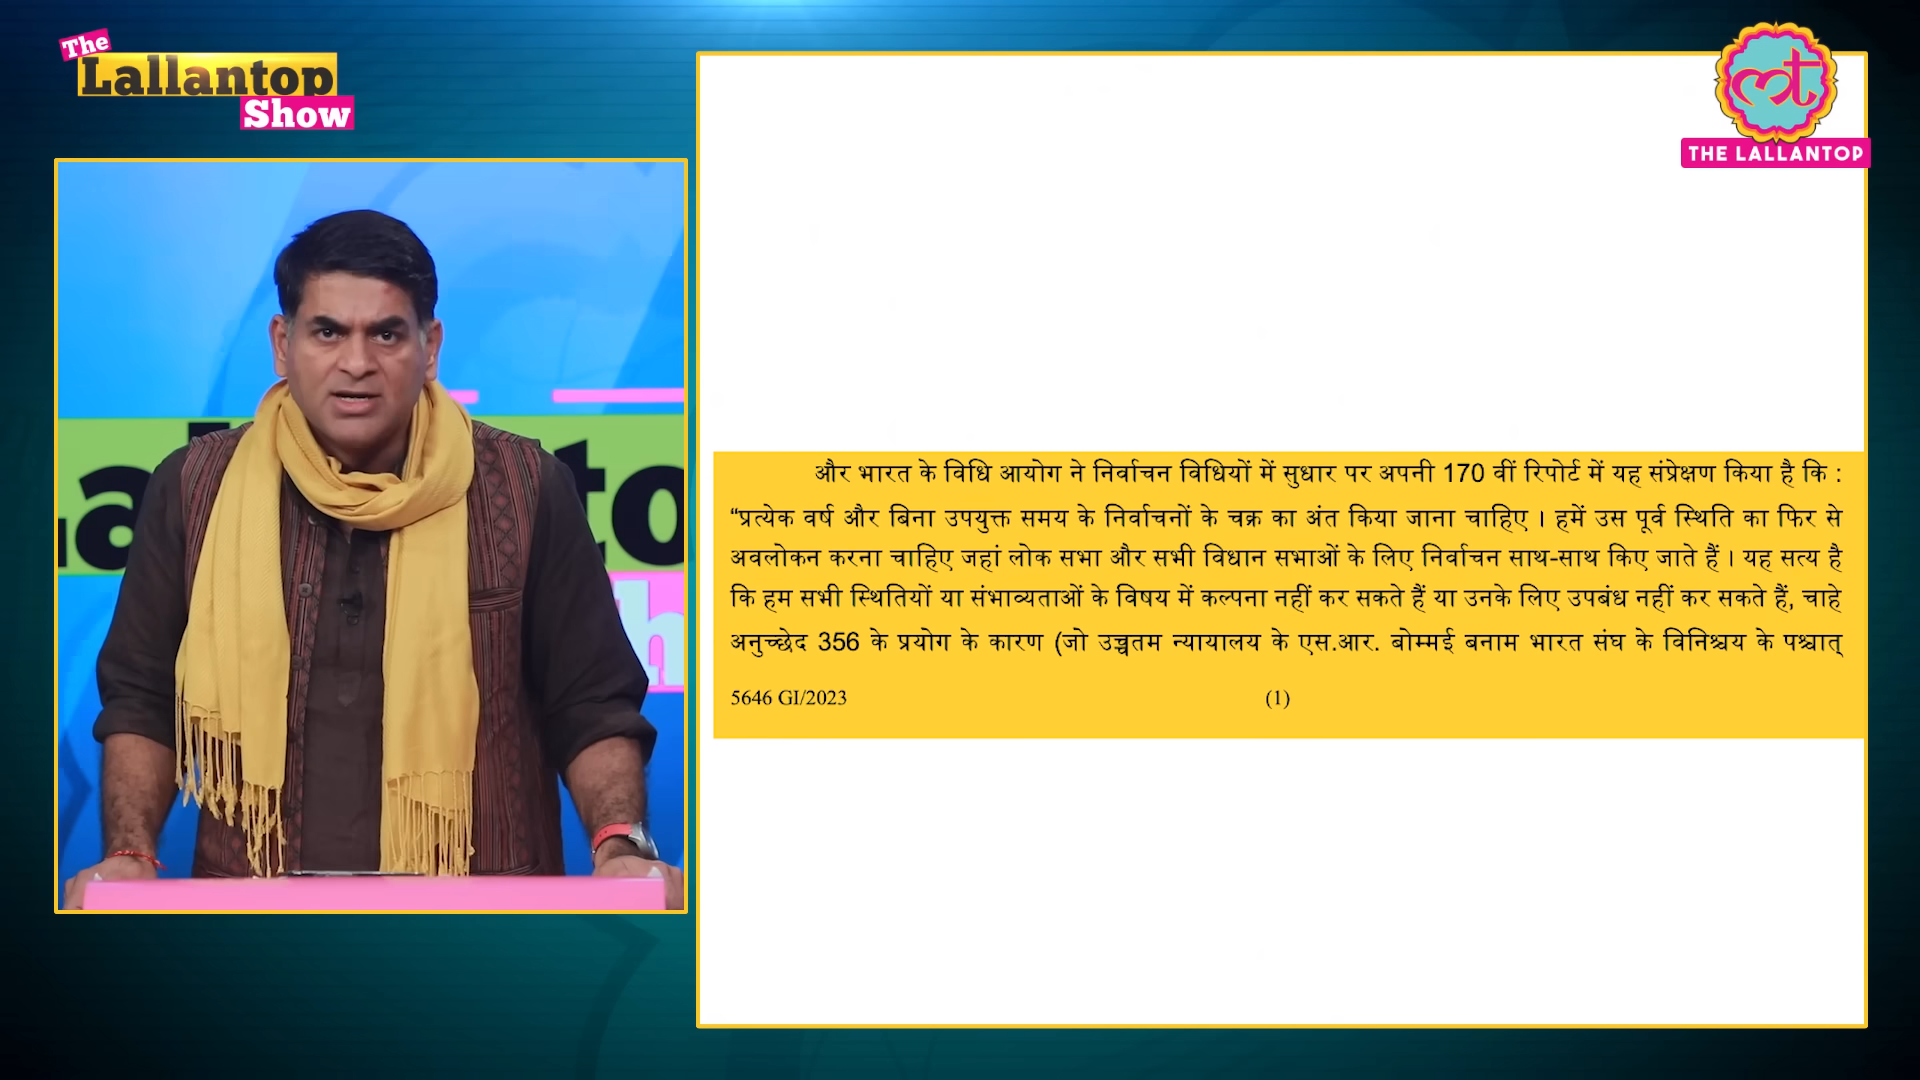 The
Lallantop
Show
THE LALLANTOP
और भारत के विधि आयोग ने निर्वाचन विधियों में सुधार पर अपनी 170 वीं रिपोर्ट में यह संप्रेक्षण किया है कि :
“प्रत्येक वर्ष और बिना उपयुक्त समय के निर्वाचनों के चक्र का अंत किया जाना चाहिए । हमें उस पूर्व स्थिति का फिर से
अवलोकन करना चाहिए जहां लोक सभा और सभी विधान सभाओं के लिए निर्वाचन साथ-साथ किए जाते हैं । यह सत्य है
कि हम सभी स्थितियों या संभाव्यताओं के विषय में कल्पना नहीं कर सकते हैं या उनके लिए उपबंध नहीं कर सकते हैं, चाहे
अनुच्छेद 356 के प्रयोग के कारण (जो उच्चतम न्यायालय के एस.आर. बोम्मई बनाम भारत संघ के विनिश्चय के पश्चात्
5646 GI/2023 (1)